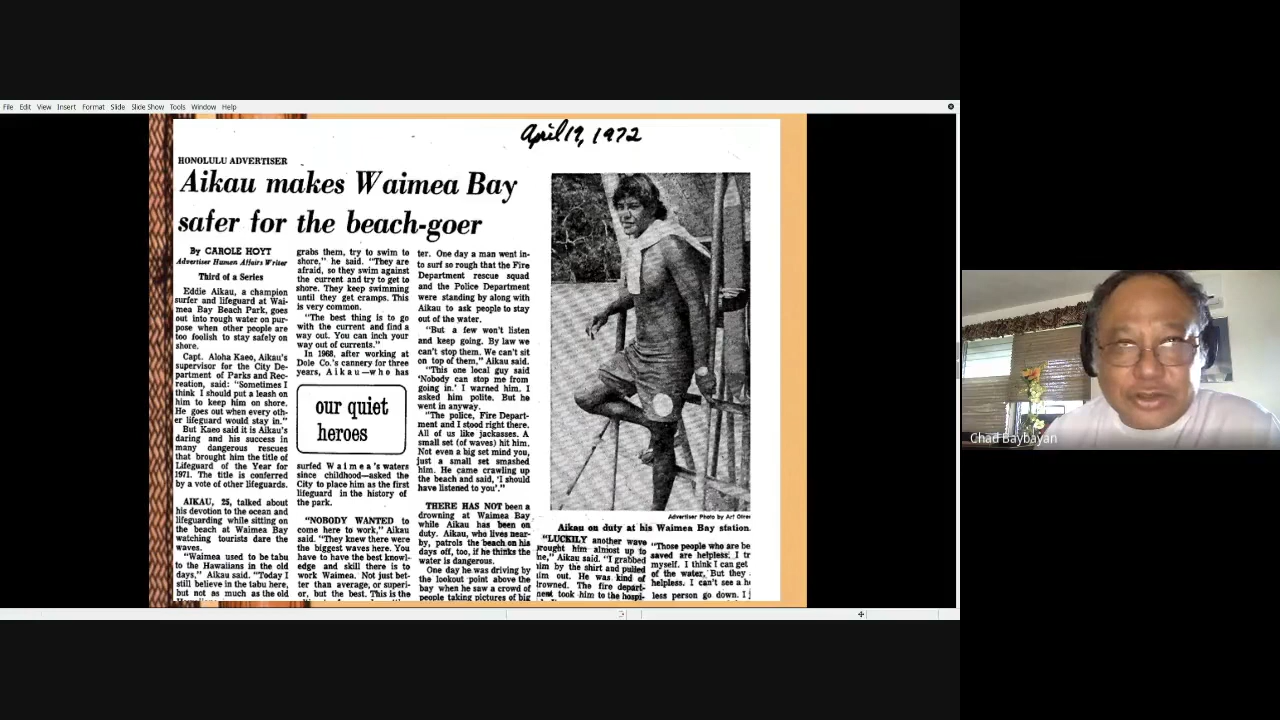 File Edit View Insert Format Slide Slide Show Tools Window Help
April 19, 1972
HONOLULU ADVERTISER
Aikau makes Waimea Bay
safer for the beach-goer
By CAROLE HOYT
Advertiser Human Affairs Writer
Third of a Series
Eddie Aikau, a champion
surfer and lifeguard at Wai-
mea Bay Beach Park, goes
out into rough water on pur-
pose when other people are
too foolish to stay safely on
shore.
Capt. Aloha Kaeo, Aikau's
supervisor for the City De-
partment of Parks and Rec-
reation, said: "Sometimes I
think I should put a leash on
him to keep him on shore.
He goes out when every oth-
er lifeguard would stay in."
But Kaeo said it is Aikau's
daring and his success in
many dangerous rescues
that brought him the title of
Lifeguard of the Year for
1971. The title is conferred
by a vote of other lifeguards.
AIKAU, 25, talked about
his devotion to the ocean and
lifeguarding while sitting on
the beach at Waimea Bay
watching tourists dare the
waves.
"Waimea used to be tabu
to the Hawaiians in the old
days," Aikau said. "Today I
still believe in the tabu here,
but not as much as the old
grabs them, try to swim to
shore," he said. "They are
afraid, so they swim against
the current and try to get to
shore. They keep swimming
until they get cramps. This
is very common.
"The best thing is to go
with the current and find a
way out. You can inch your
way out of currents."
In 1968, after working at
Dole Co.'s cannery for three
years, Aikau—who has
our quiet
heroes
surfed Waimea's waters
since childhood—asked the
City to place him as the first
lifeguard in the history of
the park.
"NOBODY WANTED to
come here to work," Aikau
said. "They knew there were
the biggest waves here. You
have to have the best knowl-
edge and skill there is to
work Waimea. Not just bet-
ter than average, or superi-
or, but the best. This is the
ter. One day a man went in-
to surf so rough that the Fire
Department rescue squad
and the Police Department
were standing by along with
Aikau to ask people to stay
out of the water.
"But a few won't listen
and keep going. By law we
can't stop them. We can't sit
on top of them," Aikau said.
"This one local guy said
'Nobody can stop me from
going in.' I warned him. I
asked him polite. But he
went in anyway.
"The police, Fire Depart-
ment and I stood right there.
All of us like jackasses. A
small set (of waves) hit him.
Not even a big set mind you,
just a small set smashed
him. He came crawling up
the beach and said, 'I should
have listened to you'."
THERE HAS NOT been a
drowning at Waimea Bay
while Aikau has been on
duty. Aikau, who lives near-
by, patrols the beach on his
days off, too, if he thinks the
water is dangerous.
One day he was driving by
the lookout point above the
bay when he saw a crowd of
people taking pictures of big
Advertiser Photo by Art
Aikau on duty at his Waimea Bay station.
"LUCKILY another wave
rought him almost up to
me," Aikau said. "I grabbed
im by the shirt and pulled
im out. He was kind of
rowned. The fire depart-
ment took him to the hospi-
"Those people who are be
saved are helpless. I tr
myself. I think I can get
of the water. But they
helpless. I can't see a h
less person go down. I
Chad Baybayan